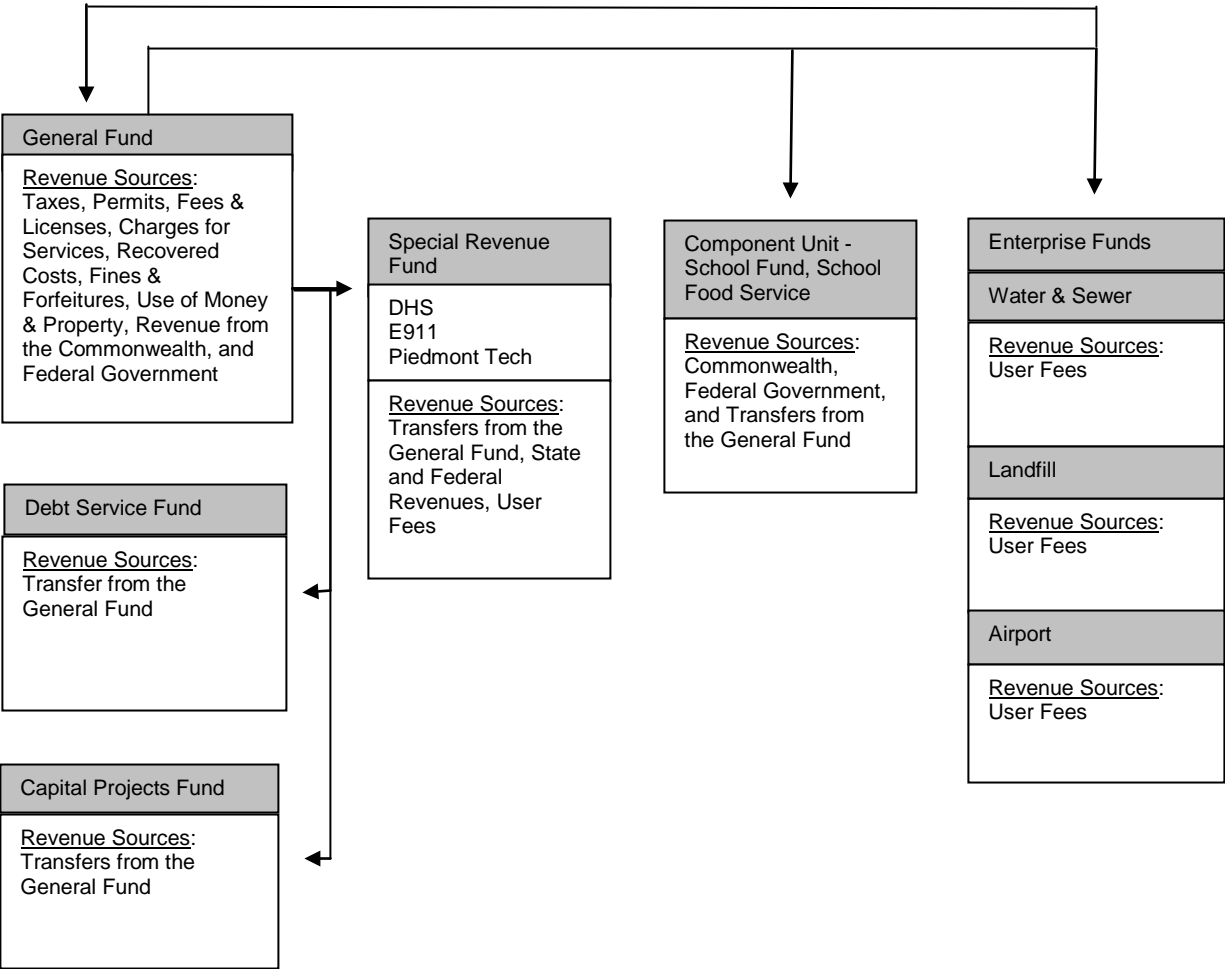 General Fund
Revenue Sources:
Taxes, Permits, Fees &
Licenses, Charges for
Services, Recovered
Costs, Fines &
Forfeitures, Use of Money
& Property, Revenue from
the Commonwealth, and
Federal Government
Debt Service Fund
Revenue Sources:
Transfer from the
General Fund
Capital Projects Fund
Revenue Sources:
Transfers from the
General Fund
Special Revenue
Fund
DHS
E911
Piedmont Tech
Revenue Sources:
Transfers from the
General Fund, State
and Federal
Revenues, User
Fees
Component Unit -
School Fund, School
Food Service
Revenue Sources:
Commonwealth,
Federal Government,
and Transfers from
the General Fund
Enterprise Funds
Water & Sewer
Revenue Sources:
User Fees
Landfill
Revenue Sources:
User Fees
Airport
Revenue Sources:
User Fees